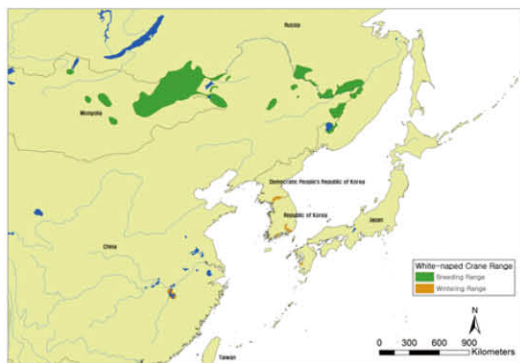 Russia
Mongolia
Democratic People's Republic of Korea
Republic of Korea
Japan
China
Taiwan
White-naped Crane Range
Breeding Range
Wintering Range
N
0 300 600 900
Kilometers